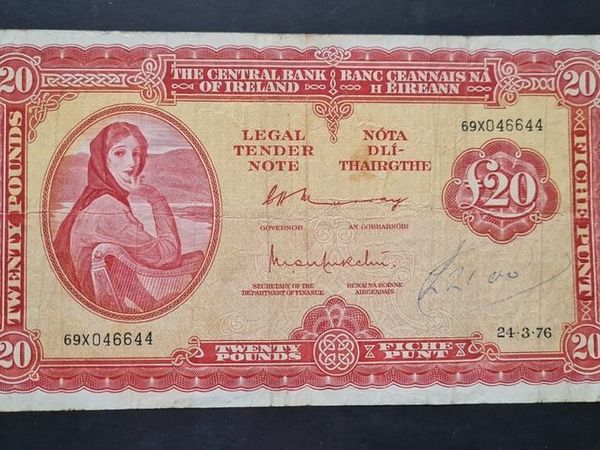 20
THE CENTRAL BANK OF IRELAND
BANC CEANNAIS NA H ÉIREANN
20
TWENTY POUNDS
FICHE PUNT
LEGAL TENDER NOTE
NÓTA DLÍ-THAIRGTHE
69X046644
£20
GOVERNOR
AN GOBHARNÓIR
SECRETARY OF THE DEPARTMENT OF FINANCE
RUNAI NA ROINNE AIRGEADAIS
69X046644
24·3·76
20
TWENTY POUNDS
FICHE PUNT
20